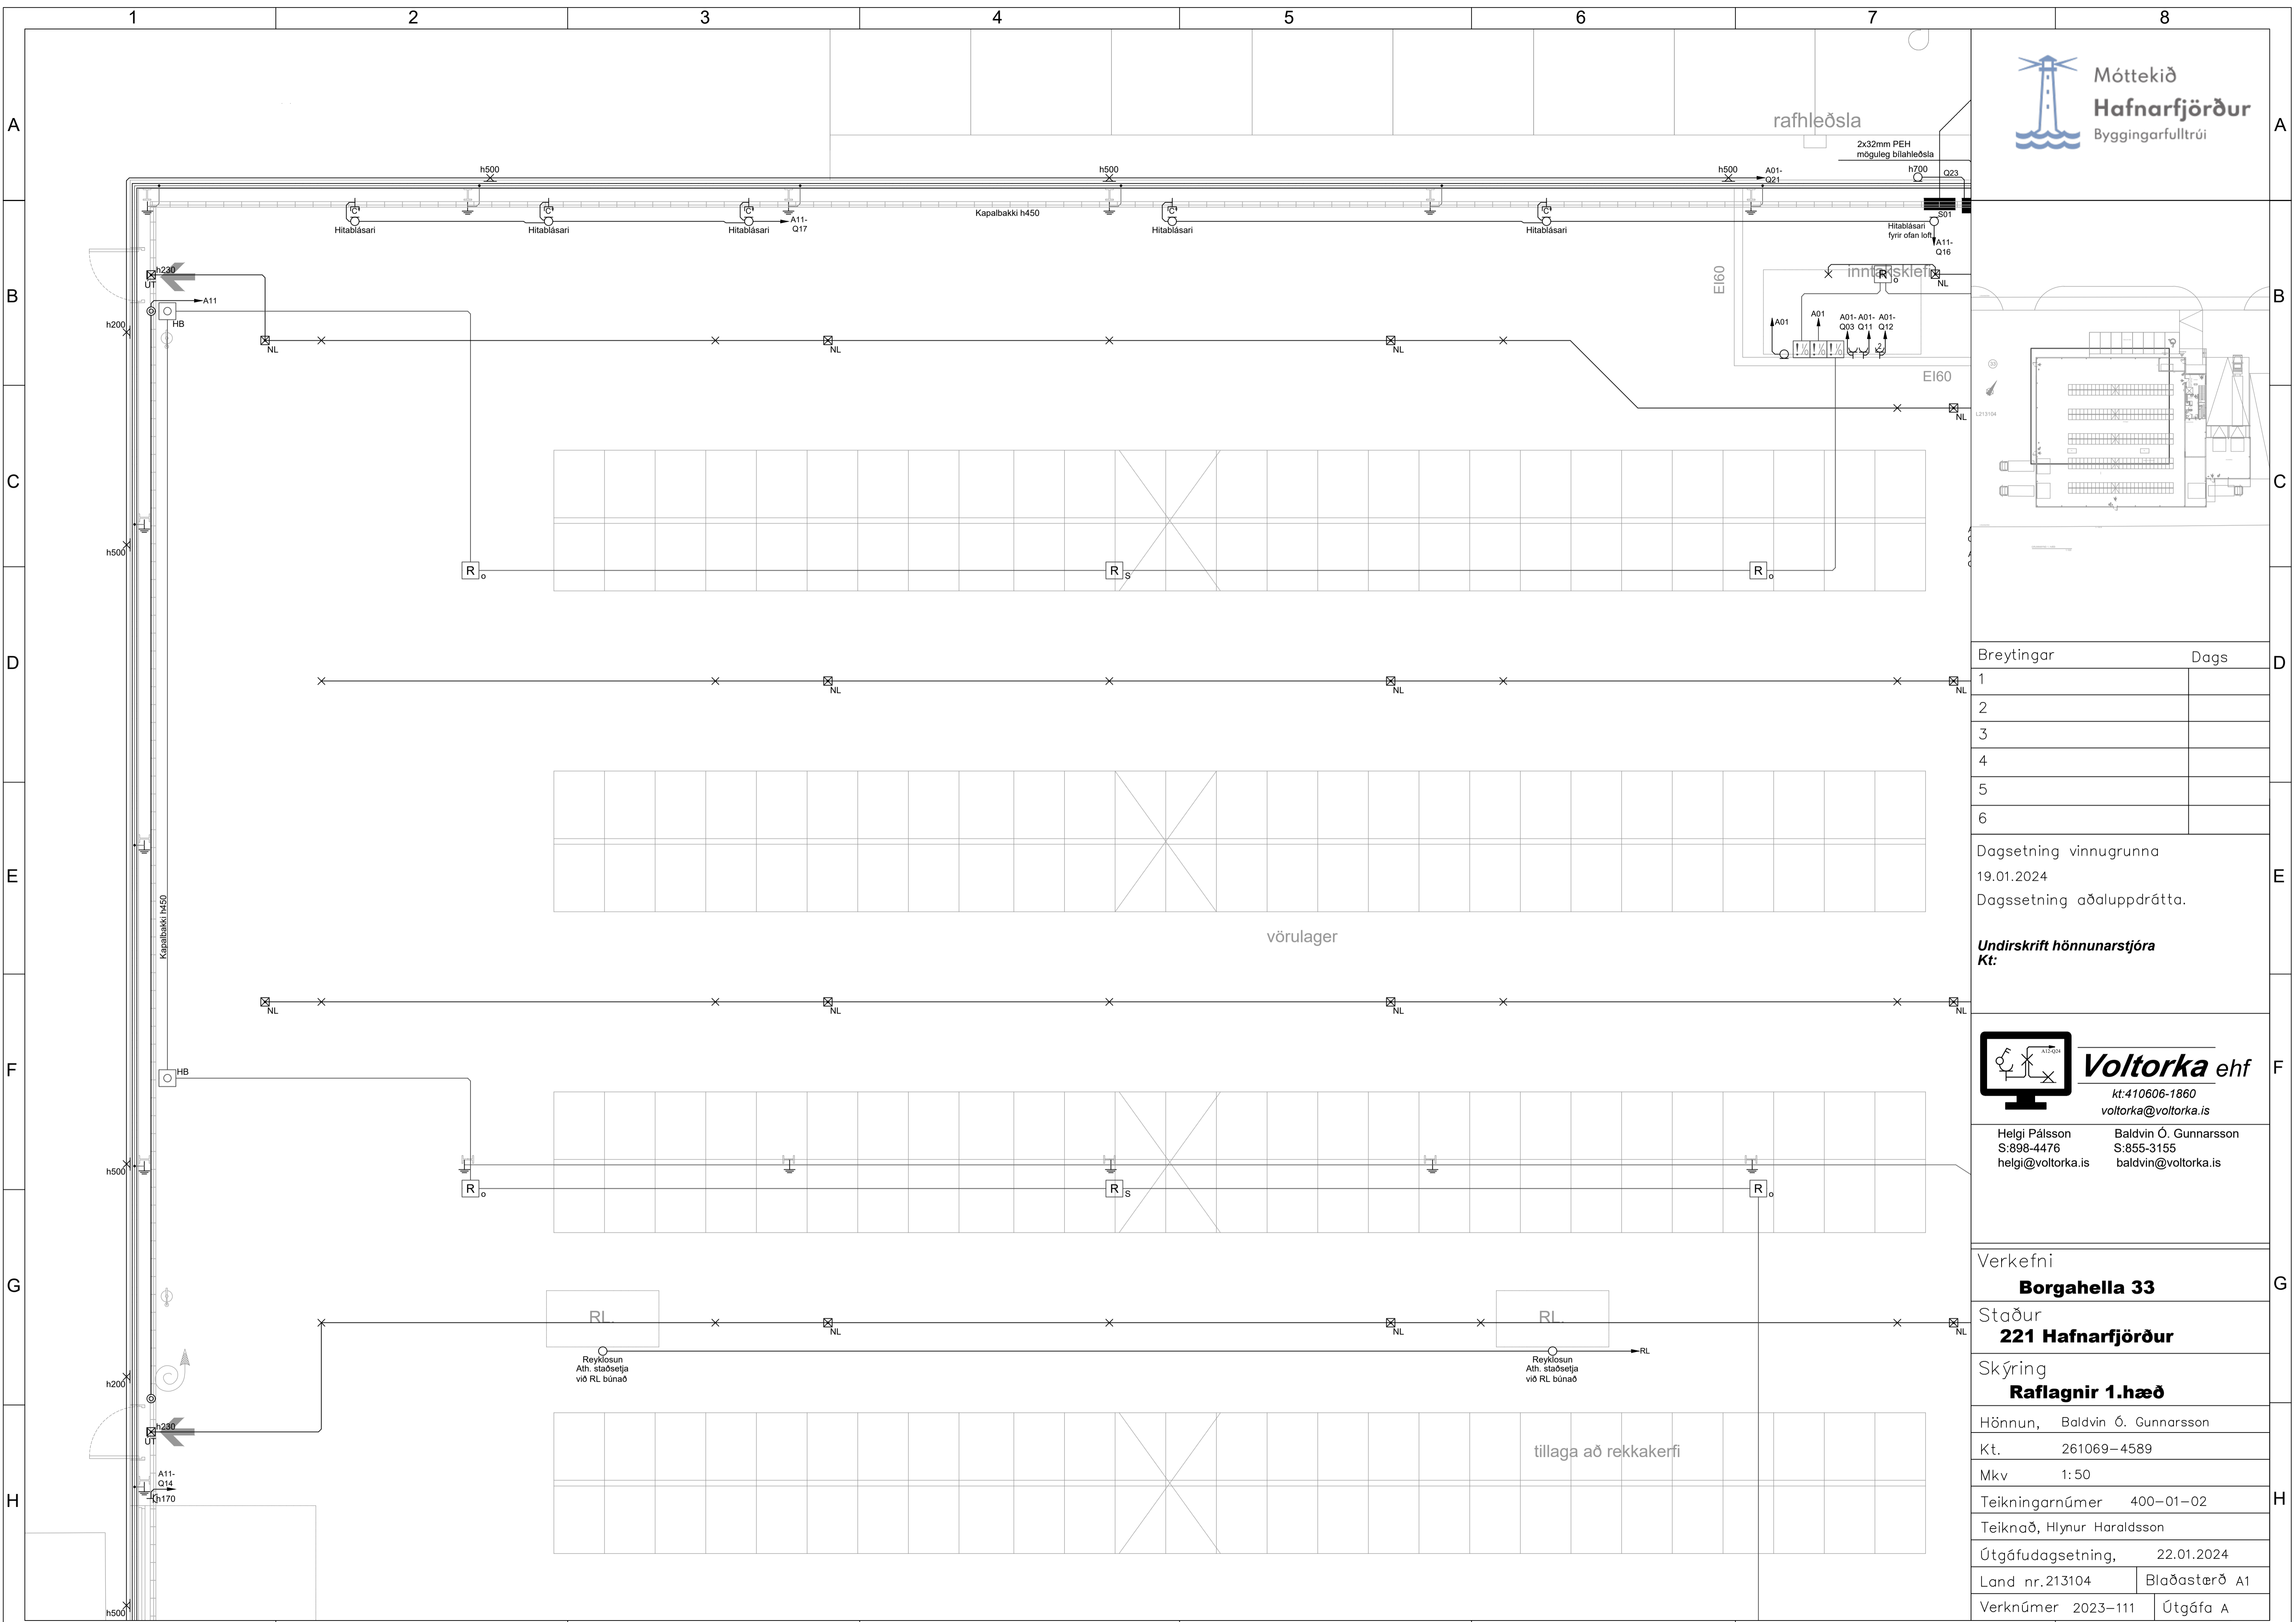 1 2 3 4 5 6 7 8
A A
B B
C C
D D
E E
F F
G G
H H
rafhleðsla
2x32mm PEH
möguleg bílahleðsla
h500
h500
h500
A01-
Q21
h700
Q23
C C C C C
Kapalbakki h450
Hitablásari
Hitablásari
Hitablásari
A11-
Q17
Hitablásari
Hitablásari
S01
Hitablásari
fyrir ofan loft
A11-
Q16
h230
ÚT
A11
HB
h200
NL
NL
NL
EI60
inntaksklefi
R o
NL
A01
A01
A01-
Q03
A01-
Q11
A01-
Q12
!⁄o !⁄o !⁄o
2
EI60
NL
h500
R o
R S
R o
NL
NL
NL
Kapalbakki h450
vörulager
NL
NL
NL
NL
HB
h500
R o
R S
R o
RL.
RL.
NL
NL
NL
Reyklosun
Ath. staðsetja
við RL búnað
Reyklosun
Ath. staðsetja
við RL búnað
RL
h200
h230
ÚT
A11-
Q14
h170
tillaga að rekkakerfi
h500
Móttekið
Hafnarfjörður
Byggingarfulltrúi
L213104
Breytingar Dags
1
2
3
4
5
6
Dagsetning vinnugrunna
19.01.2024
Dagssetning aðaluppdrátta.
Undirskrift hönnunarstjóra
Kt:
A12-Q24
Voltorka ehf
kt:410606-1860
voltorka@voltorka.is
Helgi Pálsson Baldvin Ó. Gunnarsson
S:898-4476 S:855-3155
helgi@voltorka.is baldvin@voltorka.is
Verkefni
Borgahella 33
Staður
221 Hafnarfjörður
Skýring
Raflagnir 1.hæð
Hönnun, Baldvin Ó. Gunnarsson
Kt. 261069-4589
Mkv 1:50
Teikningarnúmer 400-01-02
Teiknað, Hlynur Haraldsson
Útgáfudagsetning, 22.01.2024
Land nr. 213104 Blaðastærð A1
Verknúmer 2023-111 Útgáfa A